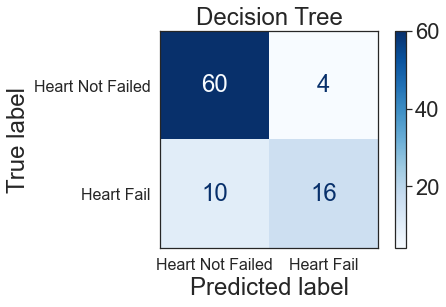 Decision Tree
True label
Heart Not Failed
60
4
Heart Fail
10
16
Heart Not Failed
Heart Fail
Predicted label
60
40
20